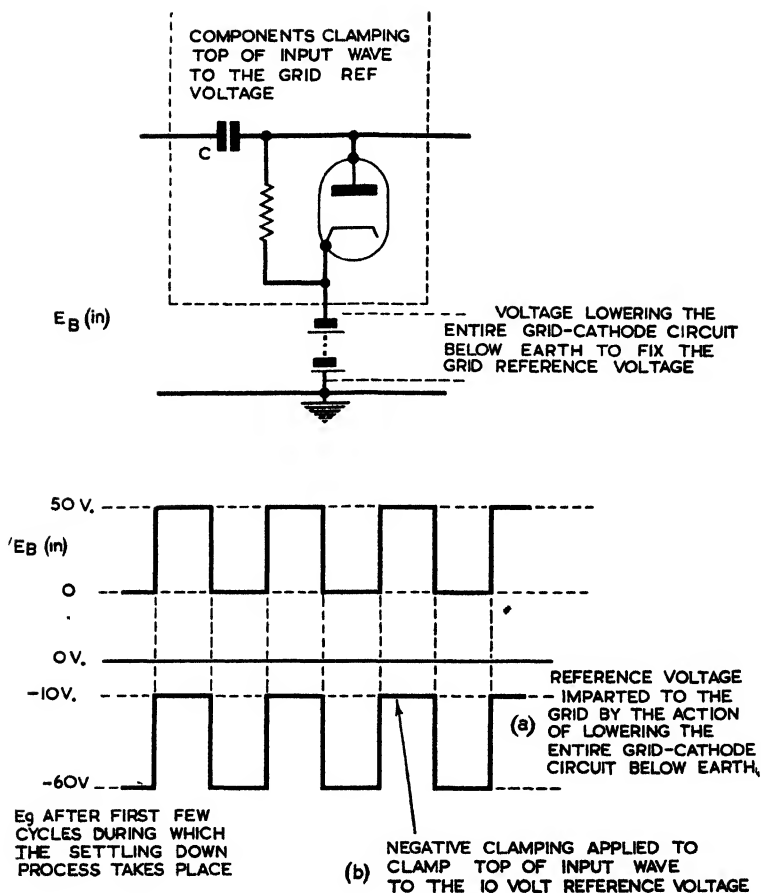 COMPONENTS CLAMPING
TOP OF INPUT WAVE
TO THE GRID REF
VOLTAGE
C
E_B (in)
VOLTAGE LOWERING THE
ENTIRE GRID-CATHODE CIRCUIT
BELOW EARTH TO FIX THE
GRID REFERENCE VOLTAGE
50V.
'E_B (in)
0
0V.
-10V.
-60V
REFERENCE VOLTAGE
IMPARTED TO THE
(a) GRID BY THE ACTION
OF LOWERING THE
ENTIRE GRID-CATHODE
CIRCUIT BELOW EARTH.
Eg AFTER FIRST FEW
CYCLES DURING WHICH
THE SETTLING DOWN
PROCESS TAKES PLACE
NEGATIVE CLAMPING APPLIED TO
(b) CLAMP TOP OF INPUT WAVE
TO THE 10 VOLT REFERENCE VOLTAGE